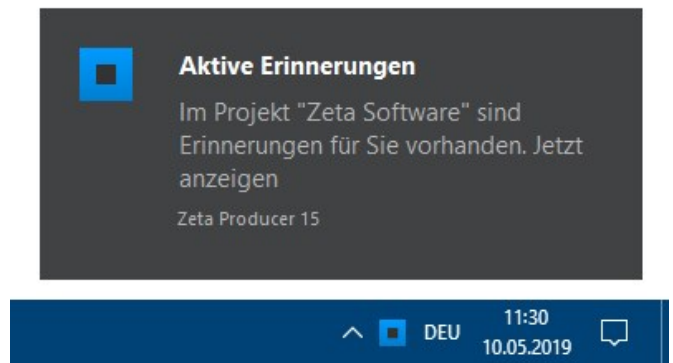 Aktive Erinnerungen
Im Projekt "Zeta Software" sind
Erinnerungen für Sie vorhanden. Jetzt
anzeigen
Zeta Producer 15
DEU
11:30
10.05.2019